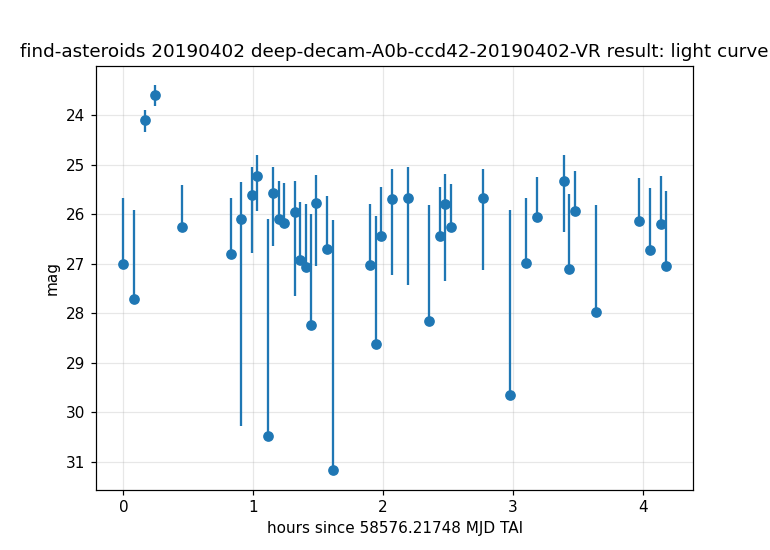 find-asteroids 20190402 deep-decam-A0b-ccd42-20190402-VR result: light curve
24
25
26
27
28
29
30
31
mag
0 1 2 3 4
hours since 58576.21748 MJD TAI